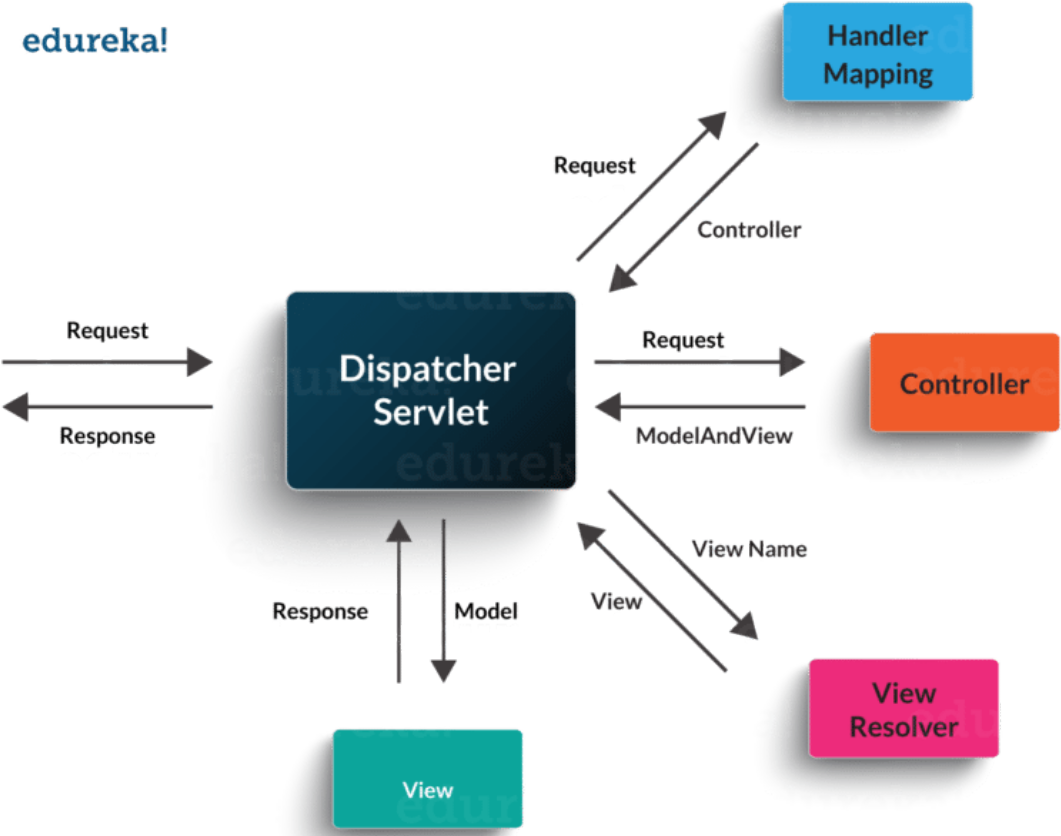 edureka!
Handler
Mapping
Request
Controller
Request
Response
Dispatcher
Servlet
Request
ModelAndView
Controller
View Name
View
Response
Model
View
Resolver
View